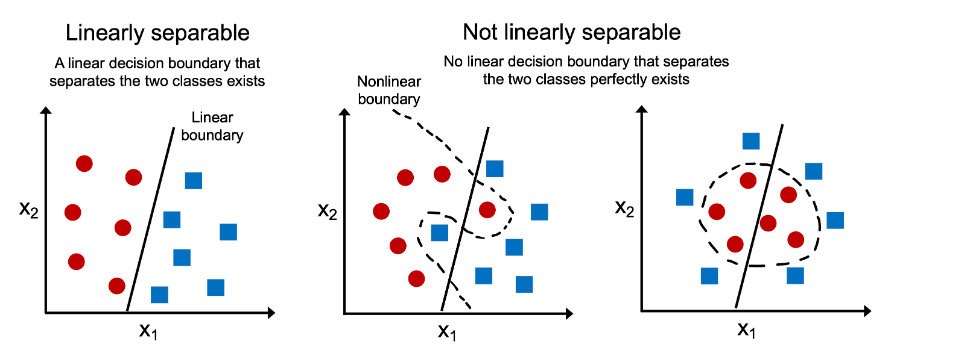 Linearly separable
A linear decision boundary that
separates the two classes exists
Linear
boundary
x₂
x₁
Not linearly separable
No linear decision boundary that separates
the two classes perfectly exists
Nonlinear
boundary
x₂
x₁
x₂
x₁